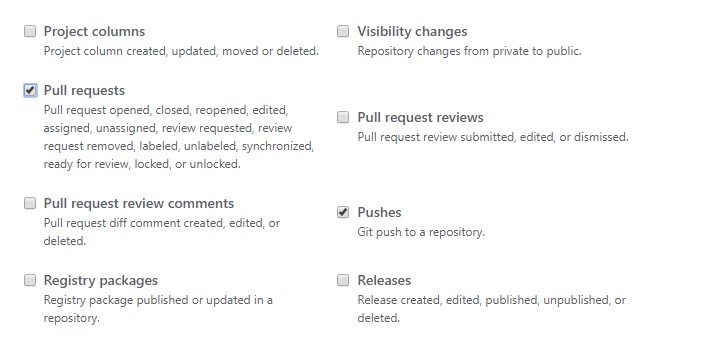 Project columns
Project column created, updated, moved or deleted.
Visibility changes
Repository changes from private to public.
Pull requests
Pull request opened, closed, reopened, edited,
assigned, unassigned, review requested, review
request removed, labeled, unlabeled, synchronized,
ready for review, locked, or unlocked.
Pull request reviews
Pull request review submitted, edited, or dismissed.
Pull request review comments
Pull request diff comment created, edited, or
deleted.
Pushes
Git push to a repository.
Registry packages
Registry package published or updated in a
repository.
Releases
Release created, edited, published, unpublished, or
deleted.